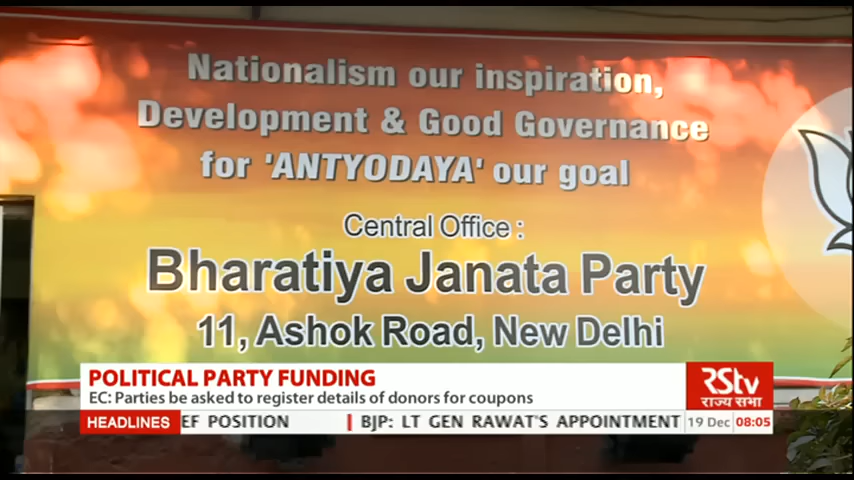 Nationalism our inspiration,
Development & Good Governance
for 'ANTYODAYA' our goal
Central Office :
Bharatiya Janata Party
11, Ashok Road, New Delhi
POLITICAL PARTY FUNDING
EC: Parties be asked to register details of donors for coupons
RStv
राज्य सभा
HEADLINES EF POSITION | BJP: LT GEN RAWAT'S APPOINTMENT 19 Dec 08:05